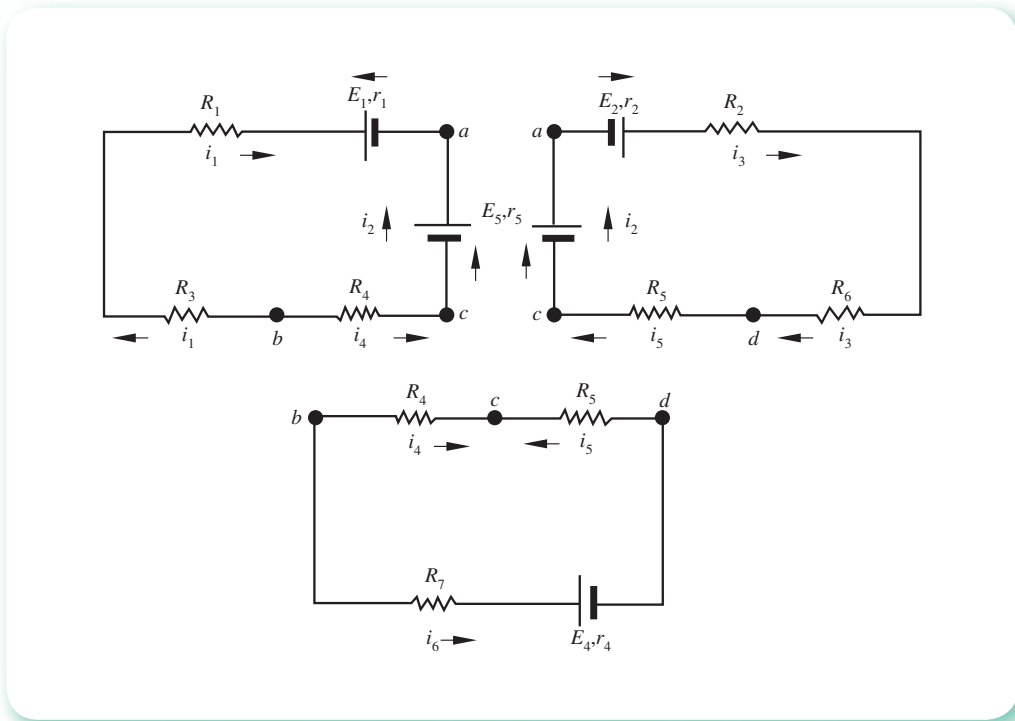 E₁,r₁
E₂,r₂
R₁
R₂
a
a
i₁
i₃
i₂
E₅,r₅
i₂
R₃
R₄
R₅
R₆
c
c
i₁
b
i₄
i₅
d
i₃
R₄
c
R₅
d
b
i₄
i₅
R₇
i₆
E₄,r₄